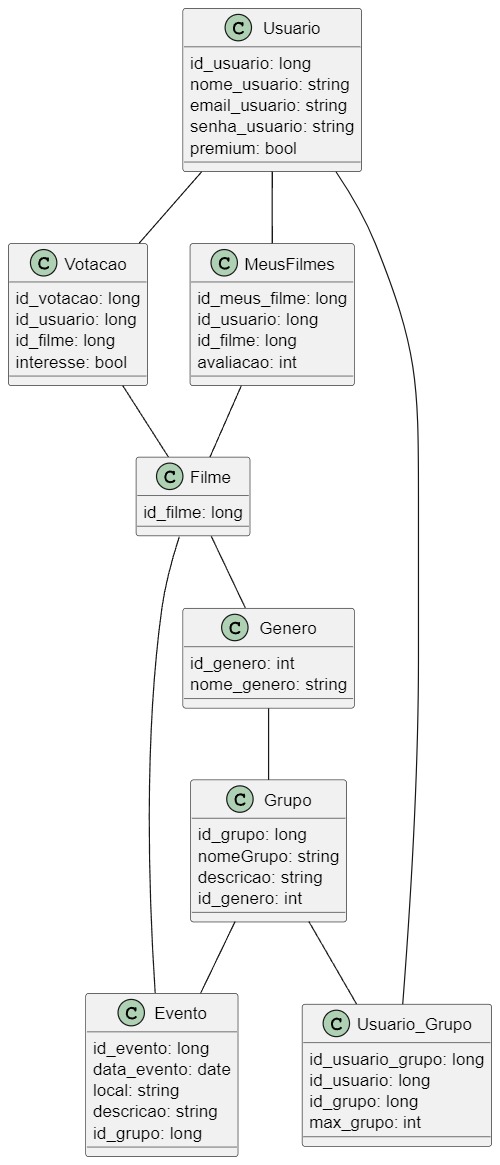 C Usuario
id_usuario: long
nome_usuario: string
email_usuario: string
senha_usuario: string
premium: bool
C Votacao
id_votacao: long
id_usuario: long
id_filme: long
interesse: bool
C MeusFilmes
id_meus_filme: long
id_usuario: long
id_filme: long
avaliacao: int
C Filme
id_filme: long
C Genero
id_genero: int
nome_genero: string
C Grupo
id_grupo: long
nomeGrupo: string
descricao: string
id_genero: int
C Evento
id_evento: long
data_evento: date
local: string
descricao: string
id_grupo: long
C Usuario_Grupo
id_usuario_grupo: long
id_usuario: long
id_grupo: long
max_grupo: int